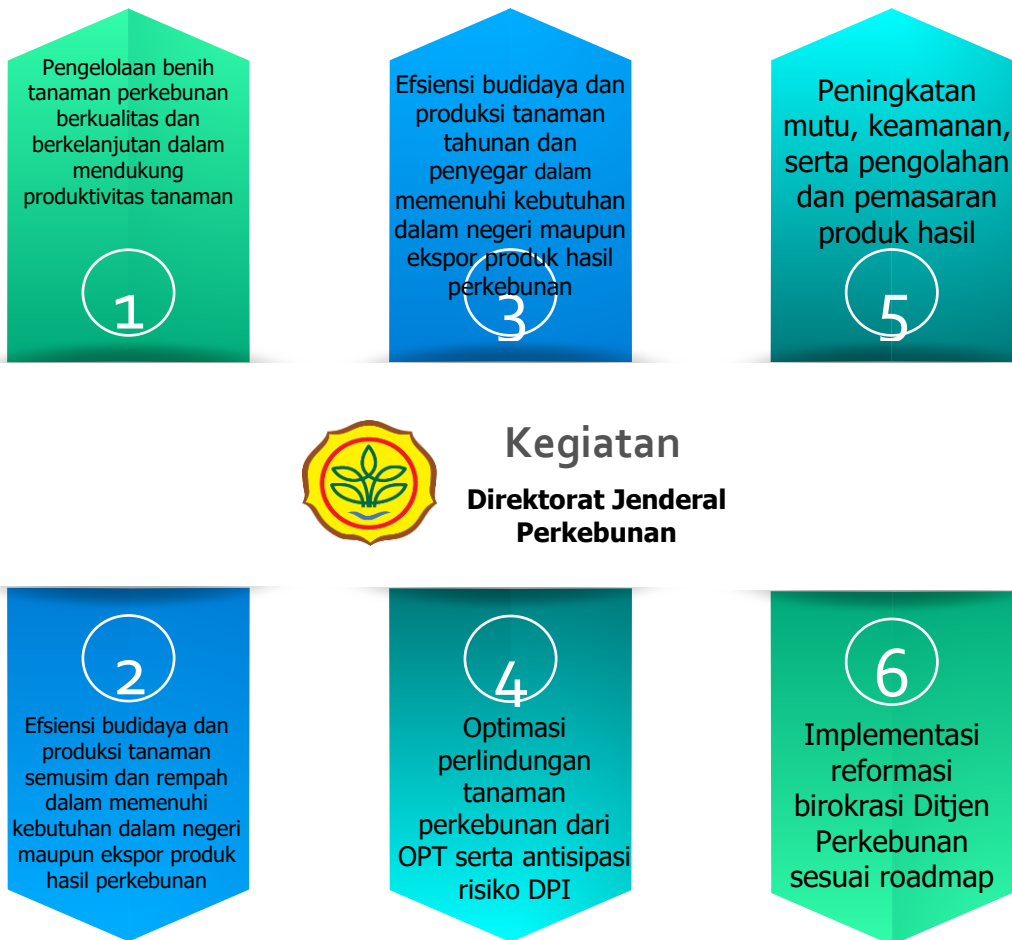 Pengelolaan benih
tanaman perkebunan
berkualitas dan
berkelanjutan dalam
mendukung
produktivitas tanaman
1
Efsiensi budidaya dan
produksi tanaman
tahunan dan
penyegar dalam
memenuhi kebutuhan
dalam negeri maupun
ekspor produk hasil
perkebunan
3
Peningkatan
mutu, keamanan,
serta pengolahan
dan pemasaran
produk hasil
5
Kegiatan
Direktorat Jenderal
Perkebunan
2
Efsiensi budidaya dan
produksi tanaman
semusim dan rempah
dalam memenuhi
kebutuhan dalam negeri
maupun ekspor produk
hasil perkebunan
4
Optimasi
perlindungan
tanaman
perkebunan dari
OPT serta antisipasi
risiko DPI
6
Implementasi
reformasi
birokrasi Ditjen
Perkebunan
sesuai roadmap